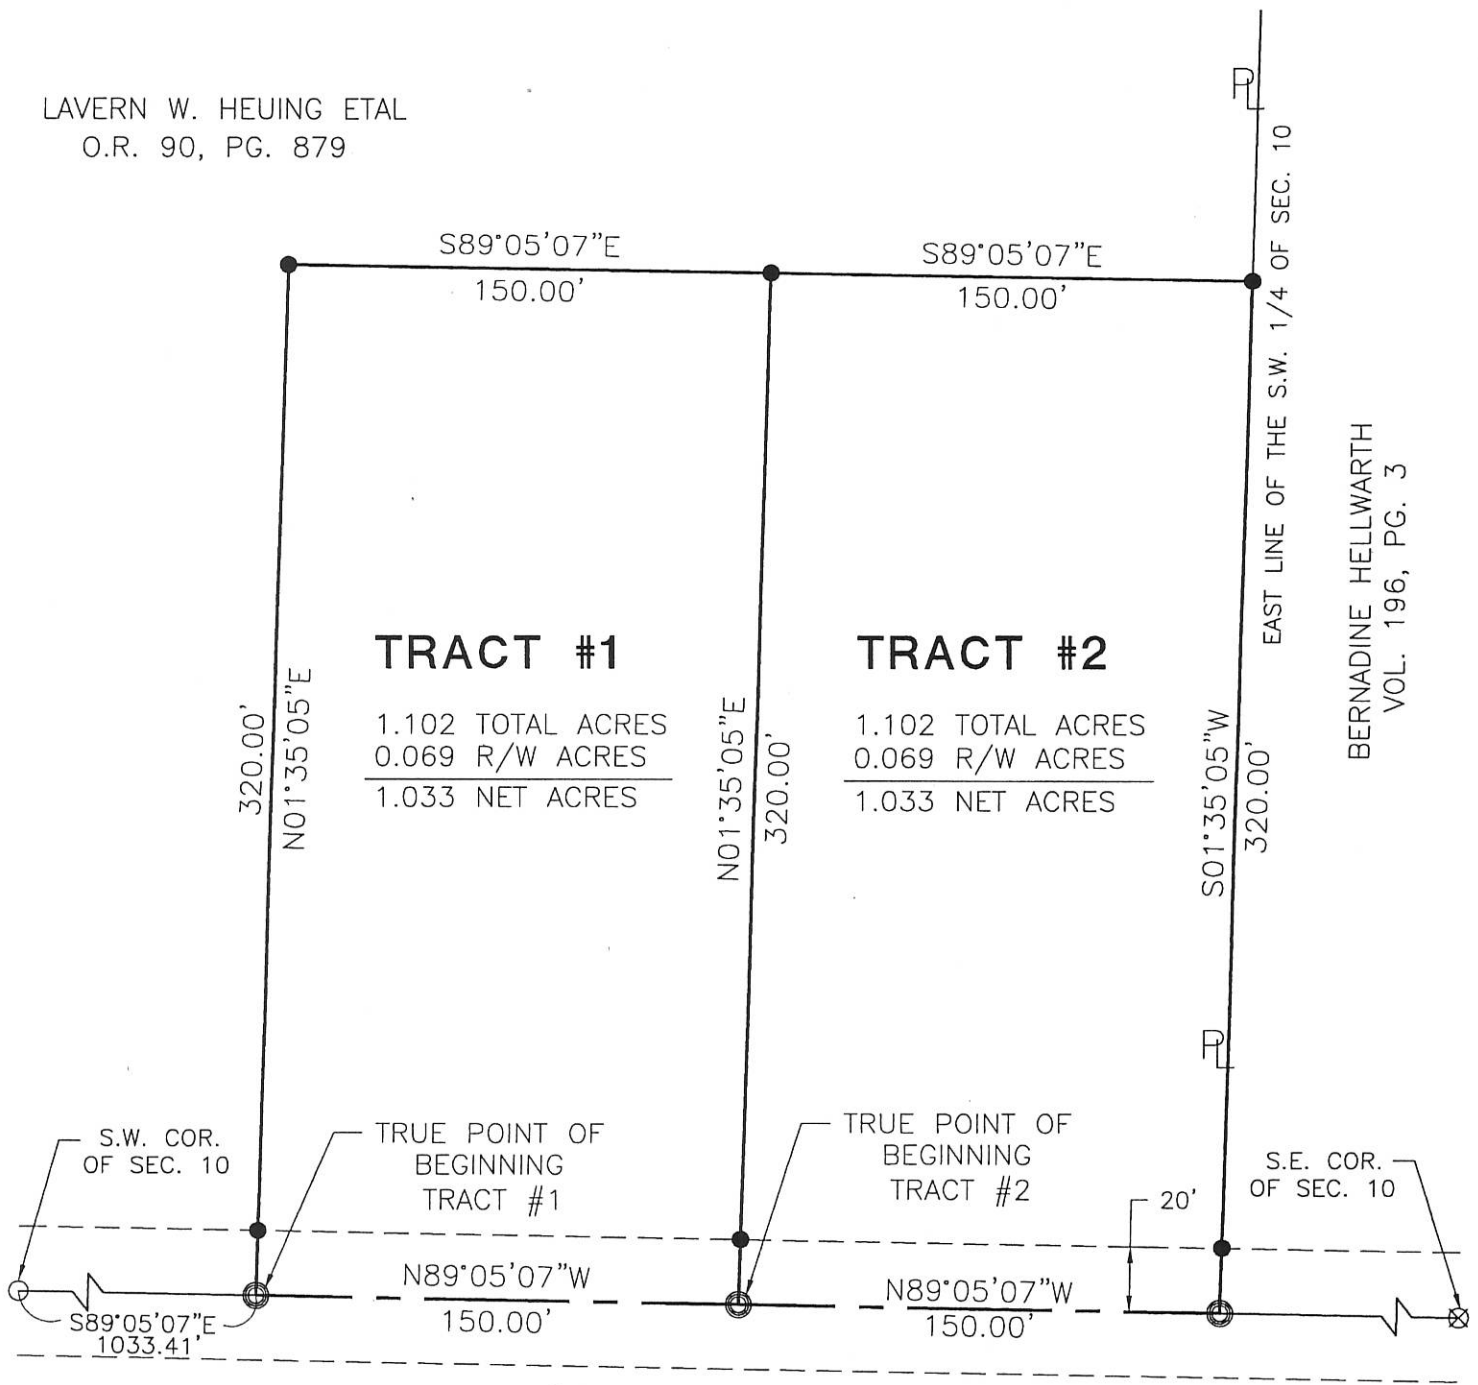 LAVERN W. HEUING ETAL
O.R. 90, PG. 879
PL
EAST LINE OF THE S.W. 1/4 OF SEC. 10
S89°05'07"E
150.00'
S89°05'07"E
150.00'
BERNADINE HELLWARTH
VOL. 196, PG. 3
TRACT #1
1.102 TOTAL ACRES
0.069 R/W ACRES
1.033 NET ACRES
TRACT #2
1.102 TOTAL ACRES
0.069 R/W ACRES
1.033 NET ACRES
320.00'
N01°35'05"E
N01°35'05"E
320.00'
S01°35'05"W
320.00'
PL
S.W. COR.
OF SEC. 10
TRUE POINT OF
BEGINNING
TRACT #1
TRUE POINT OF
BEGINNING
TRACT #2
20'
S.E. COR.
OF SEC. 10
S89°05'07"E
1033.41'
N89°05'07"W
150.00'
N89°05'07"W
150.00'